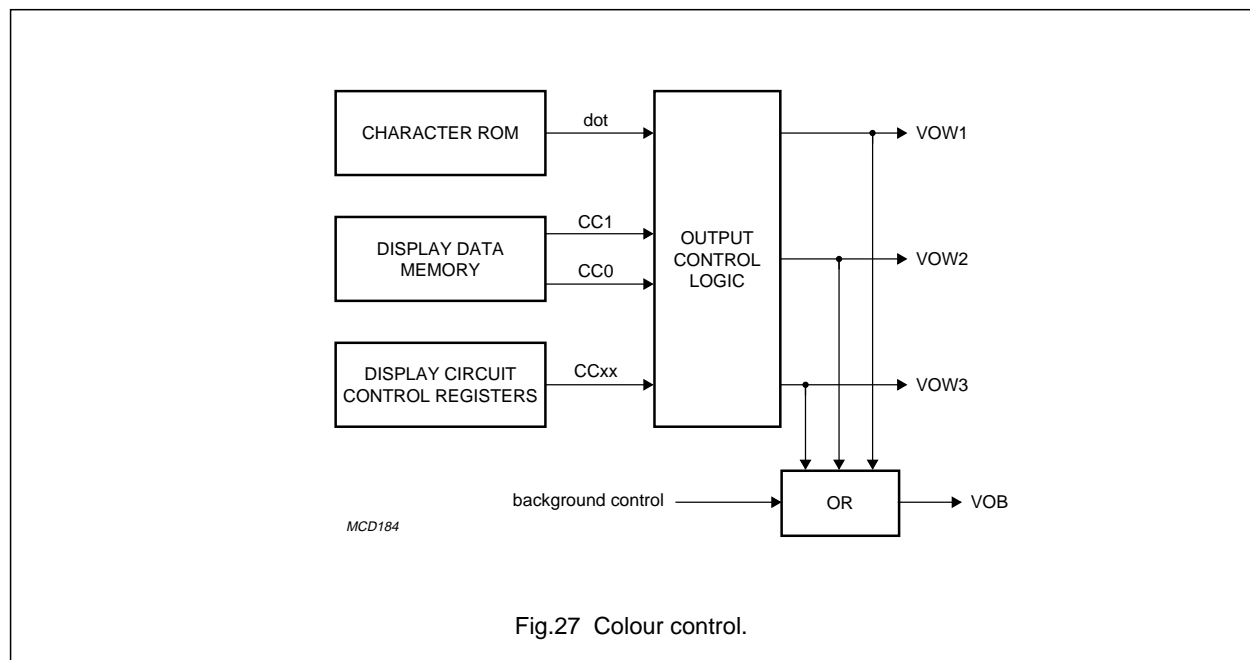 CHARACTER ROM
dot
VOW1
DISPLAY DATA
MEMORY
CC1
CC0
OUTPUT
CONTROL
LOGIC
VOW2
DISPLAY CIRCUIT
CONTROL REGISTERS
CCxx
VOW3
background control
OR
VOB
MCD184
Fig.27 Colour control.